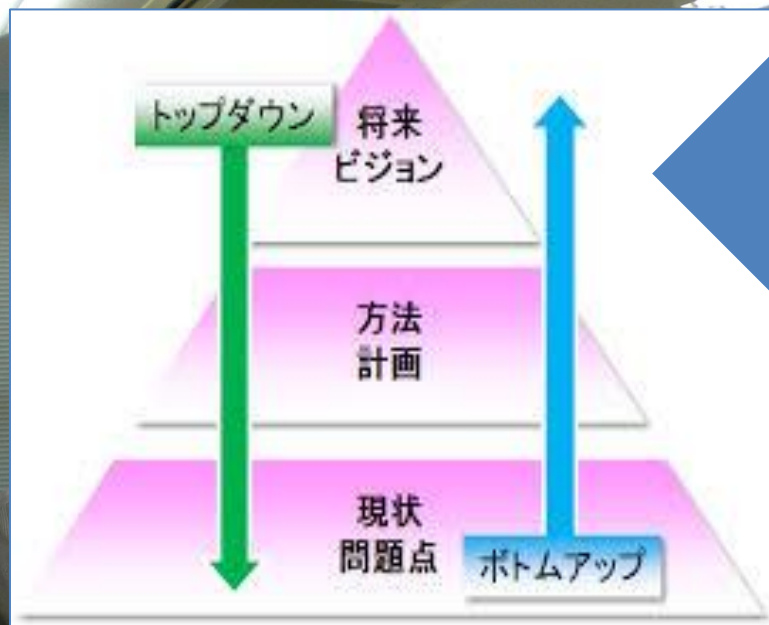 トップダウン
将来
ビジョン
方法
計画
現状
問題点
ボトムアップ